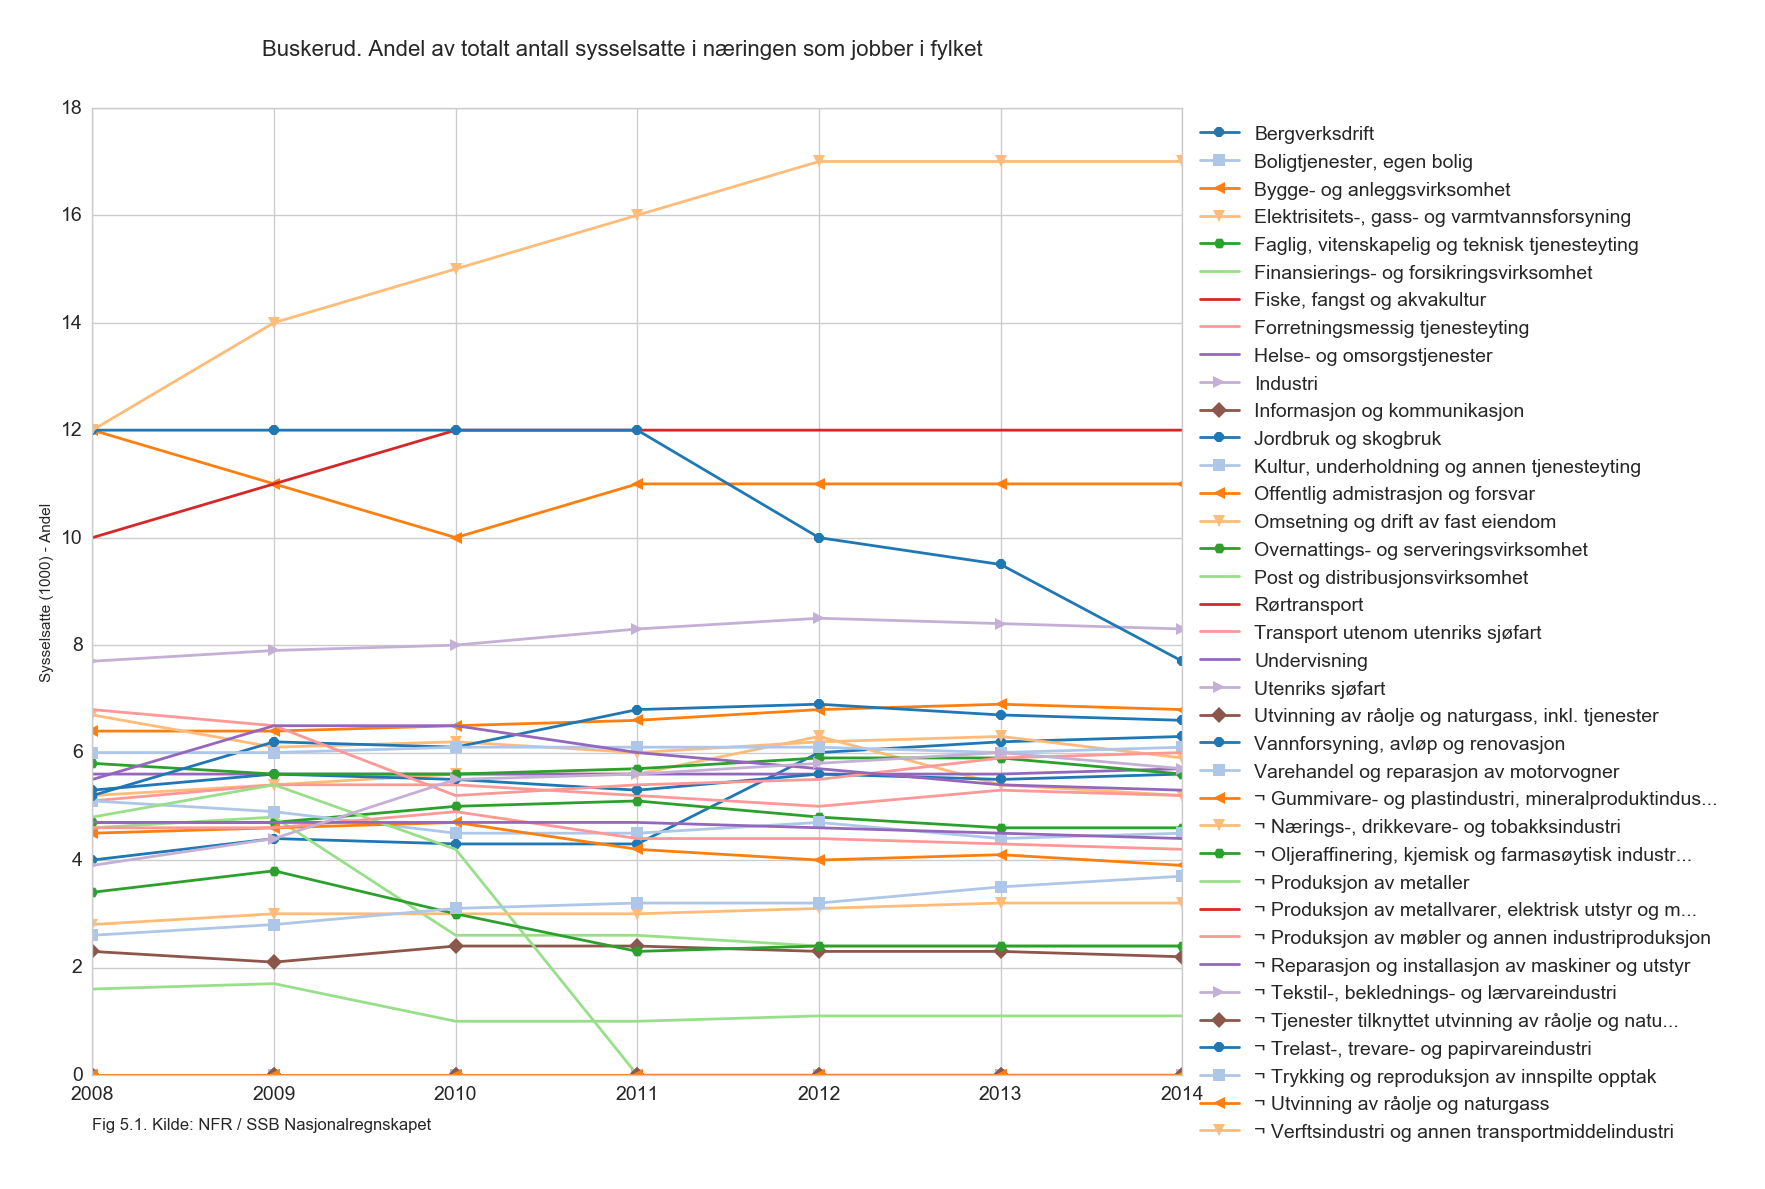 Buskerud. Andel av totalt antall sysselsatte i næringen som jobber i fylket
Sysselsatte (1000) - Andel
18
16
14
12
10
8
6
4
2
0
2008 2009 2010 2011 2012 2013 2014
Fig 5.1. Kilde: NFR / SSB Nasjonalregnskapet
Bergverksdrift
Boligtjenester, egen bolig
Bygge- og anleggsvirksomhet
Elektrisitets-, gass- og varmtvannsforsyning
Faglig, vitenskapelig og teknisk tjenesteyting
Finansierings- og forsikringsvirksomhet
Fiske, fangst og akvakultur
Forretningsmessig tjenesteyting
Helse- og omsorgstjenester
Industri
Informasjon og kommunikasjon
Jordbruk og skogbruk
Kultur, underholdning og annen tjenesteyting
Offentlig admistrasjon og forsvar
Omsetning og drift av fast eiendom
Overnattings- og serveringsvirksomhet
Post og distribusjonsvirksomhet
Rørtransport
Transport utenom utenriks sjøfart
Undervisning
Utenriks sjøfart
Utvinning av råolje og naturgass, inkl. tjenester
Vannforsyning, avløp og renovasjon
Varehandel og reparasjon av motorvogner
¬ Gummivare- og plastindustri, mineralproduktindus...
¬ Nærings-, drikkevare- og tobakksindustri
¬ Oljeraffinering, kjemisk og farmasøytisk industr...
¬ Produksjon av metaller
¬ Produksjon av metallvarer, elektrisk utstyr og m...
¬ Produksjon av møbler og annen industriproduksjon
¬ Reparasjon og installasjon av maskiner og utstyr
¬ Tekstil-, beklednings- og lærvareindustri
¬ Tjenester tilknyttet utvinning av råolje og natu...
¬ Trelast-, trevare- og papirvareindustri
¬ Trykking og reproduksjon av innspilte opptak
¬ Utvinning av råolje og naturgass
¬ Verftsindustri og annen transportmiddelindustri